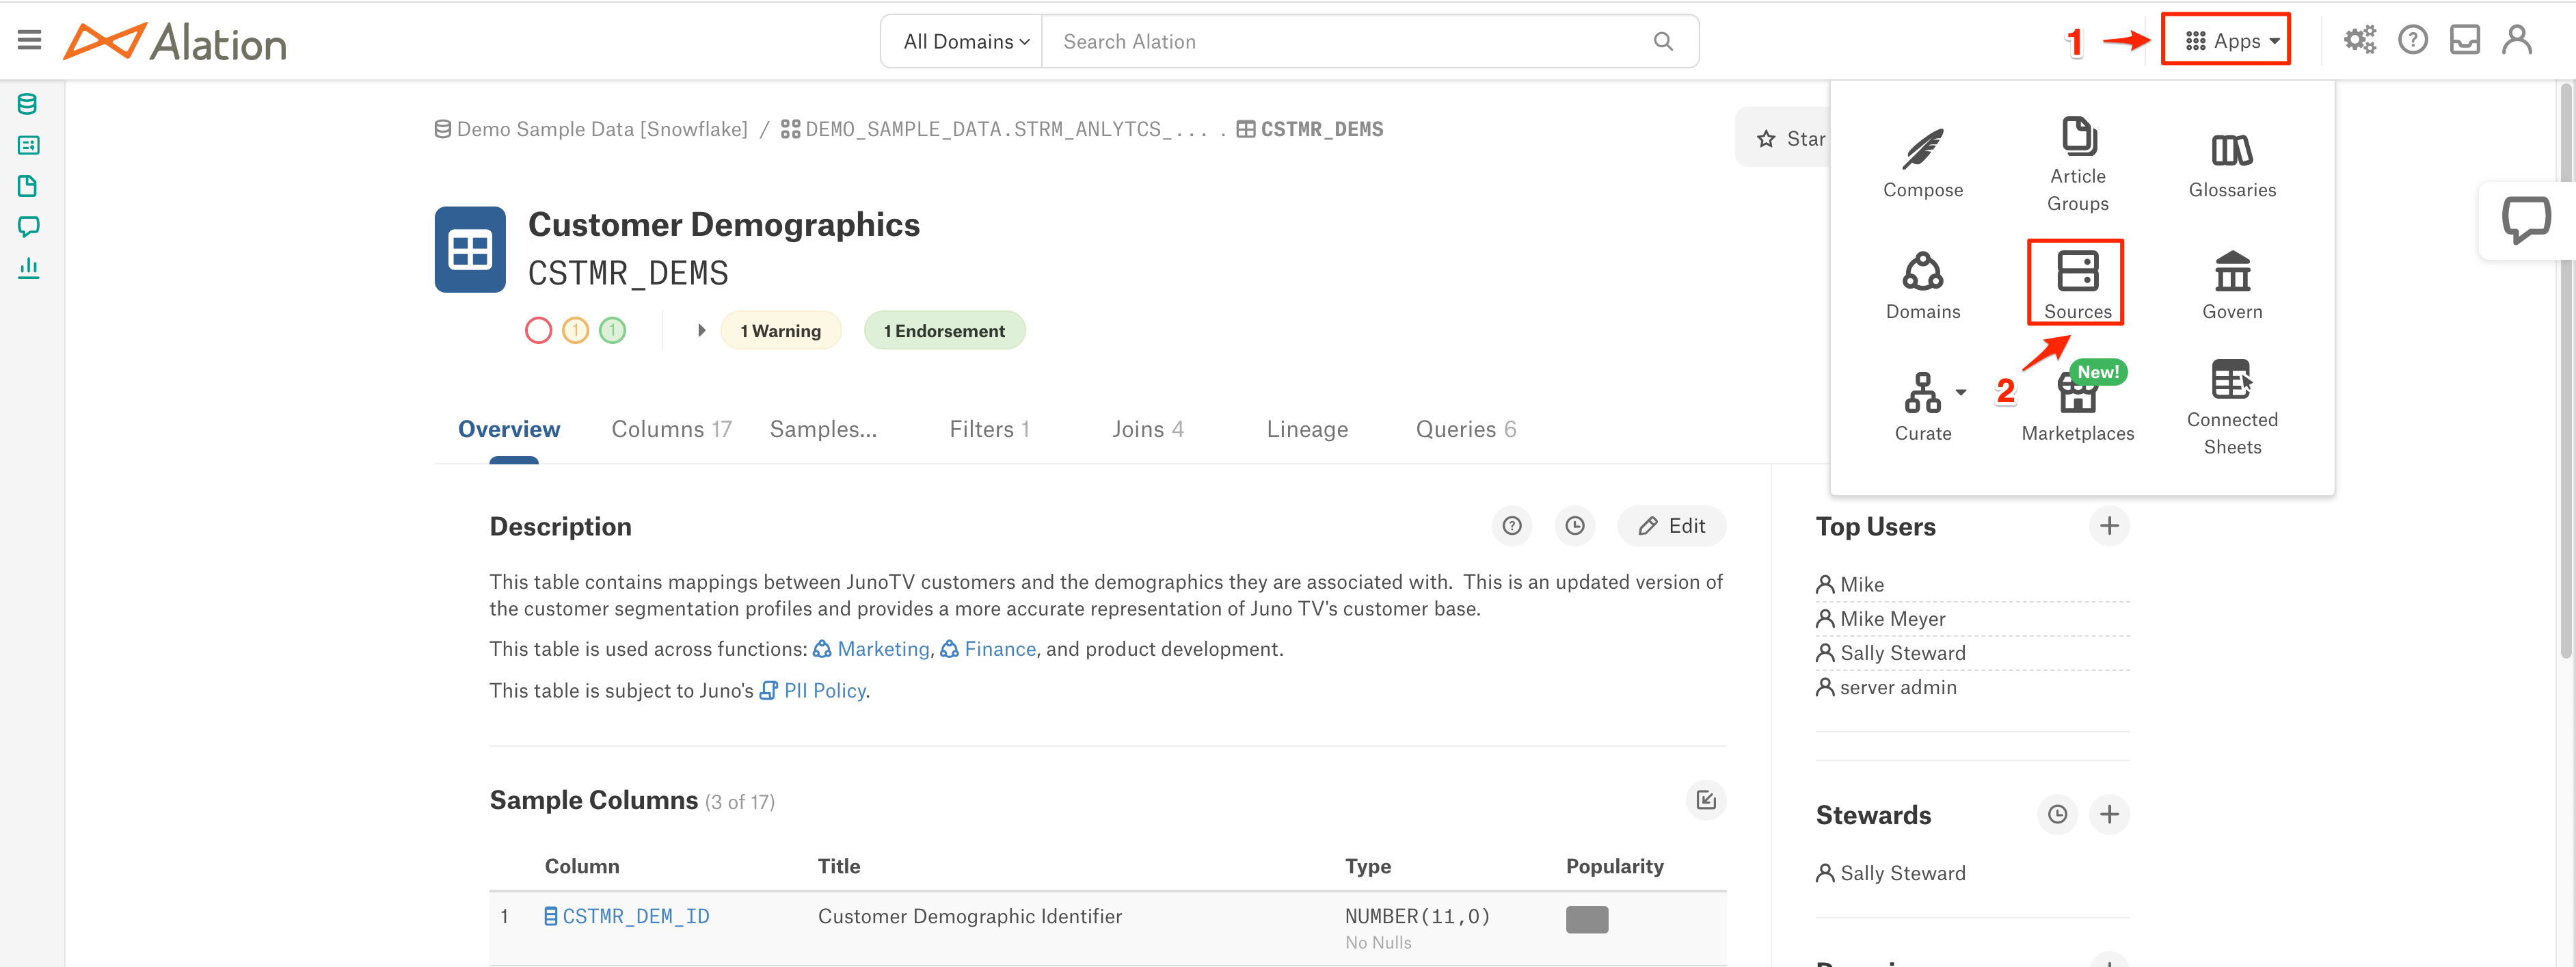 Alation
All Domains
Search Alation
1
Apps
Demo Sample Data [Snowflake] / DEMO_SAMPLE_DATA.STRM_ANLYTCS_... . CSTMR_DEMS
Star
Compose
Article
Groups
Glossaries
Domains
Sources
Govern
2
New!
Curate
Marketplaces
Connected
Sheets
Customer Demographics
CSTMR_DEMS
1 1
1 Warning
1 Endorsement
Overview Columns 17 Samples... Filters 1 Joins 4 Lineage Queries 6
Description
Edit
This table contains mappings between JunoTV customers and the demographics they are associated with. This is an updated version of
the customer segmentation profiles and provides a more accurate representation of Juno TV's customer base.
This table is used across functions: Marketing, Finance, and product development.
This table is subject to Juno's PII Policy.
Sample Columns (3 of 17)
Column Title Type Popularity
1 CSTMR_DEM_ID Customer Demographic Identifier NUMBER(11,0)
No Nulls
Top Users
Mike
Mike Meyer
Sally Steward
server admin
Stewards
Sally Steward